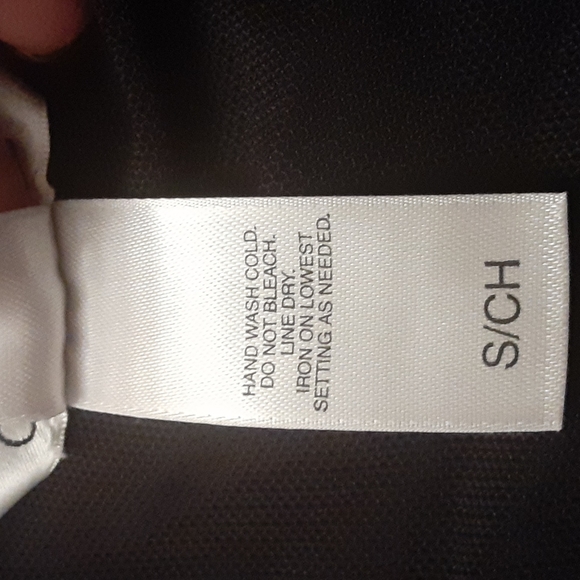 HAND WASH COLD.
DO NOT BLEACH.
LINE DRY.
IRON ON LOWEST
SETTING AS NEEDED.
S/CH